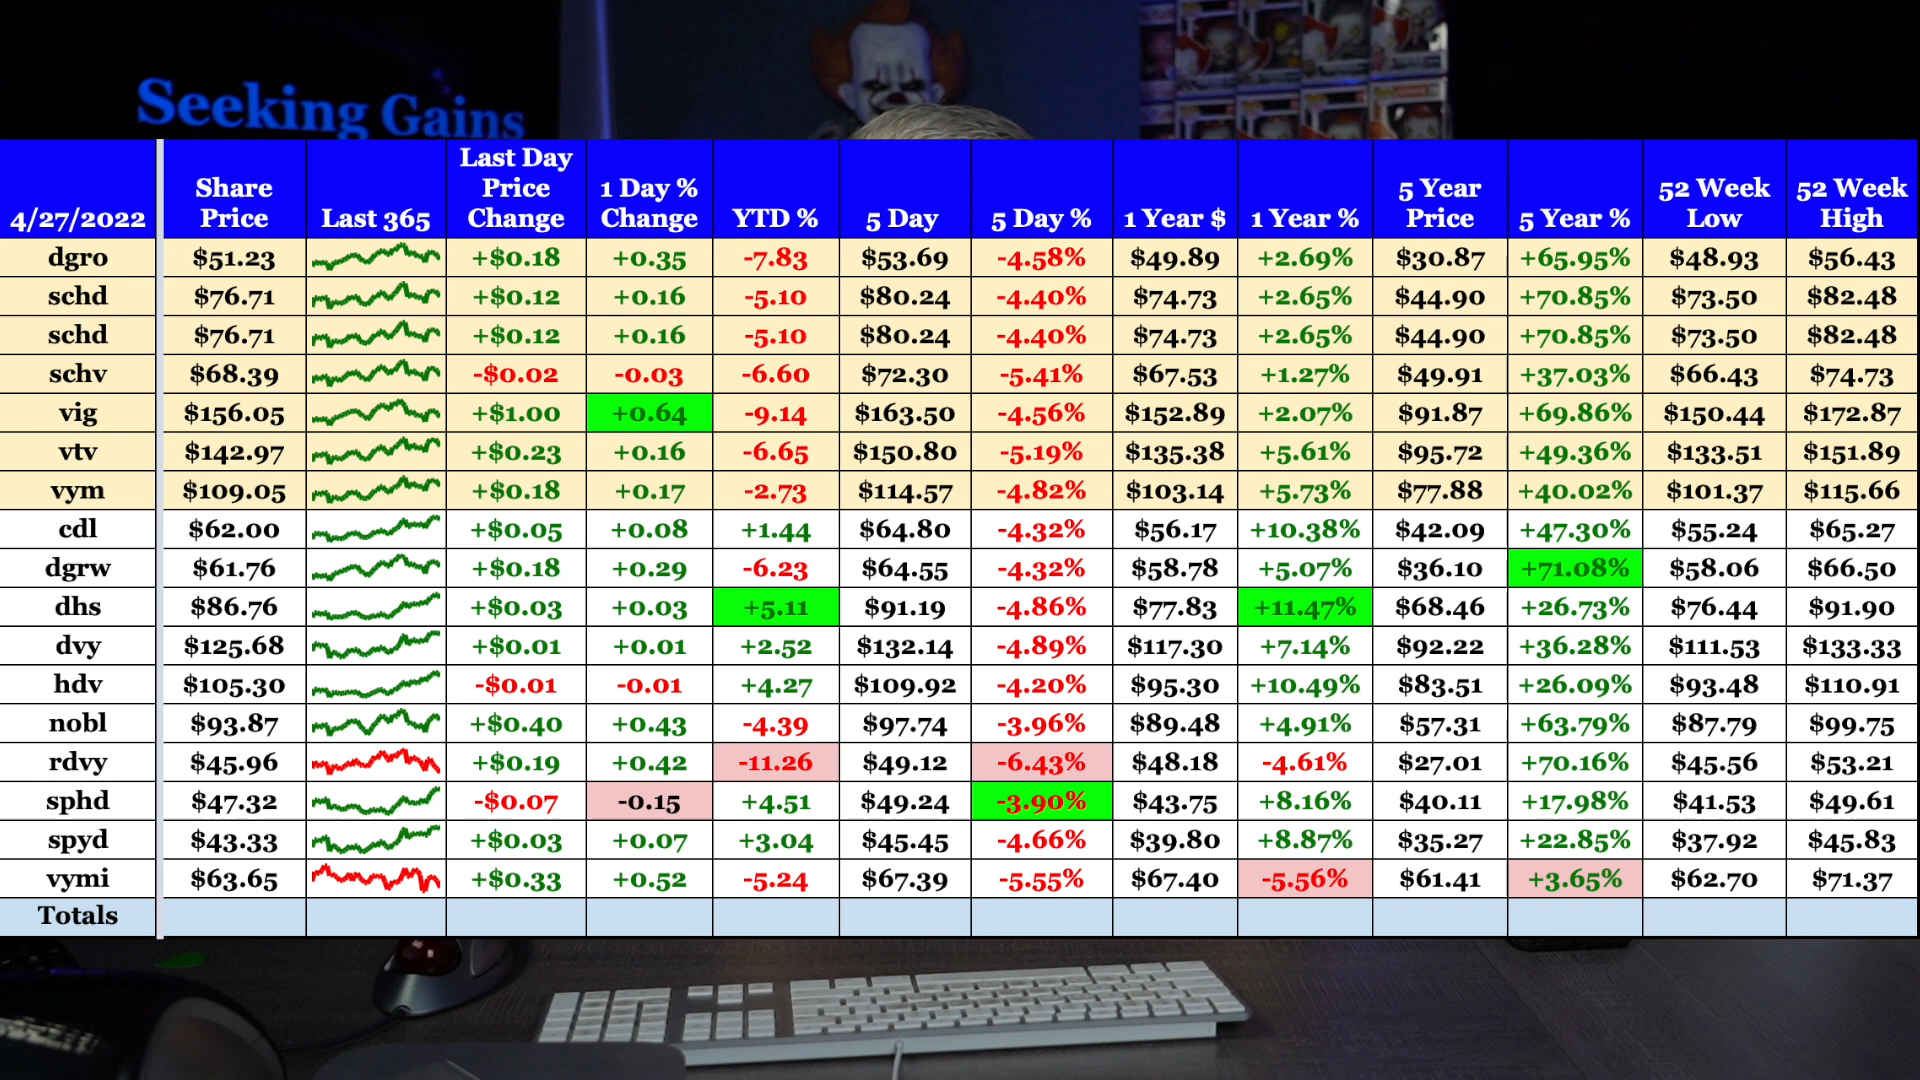 Seeking Gains
4/27/2022 Share Price Last 365 Last Day Price Change 1 Day % Change YTD % 5 Day 5 Day % 1 Year $ 1 Year % 5 Year Price 5 Year % 52 Week Low 52 Week High
dgro $51.23 +$0.18 +0.35 -7.83 $53.69 -4.58% $49.89 +2.69% $30.87 +65.95% $48.93 $56.43
schd $76.71 +$0.12 +0.16 -5.10 $80.24 -4.40% $74.73 +2.65% $44.90 +70.85% $73.50 $82.48
schd $76.71 +$0.12 +0.16 -5.10 $80.24 -4.40% $74.73 +2.65% $44.90 +70.85% $73.50 $82.48
schv $68.39 -$0.02 -0.03 -6.60 $72.30 -5.41% $67.53 +1.27% $49.91 +37.03% $66.43 $74.73
vig $156.05 +$1.00 +0.64 -9.14 $163.50 -4.56% $152.89 +2.07% $91.87 +69.86% $150.44 $172.87
vtv $142.97 +$0.23 +0.16 -6.65 $150.80 -5.19% $135.38 +5.61% $95.72 +49.36% $133.51 $151.89
vym $109.05 +$0.18 +0.17 -2.73 $114.57 -4.82% $103.14 +5.73% $77.88 +40.02% $101.37 $115.66
cdl $62.00 +$0.05 +0.08 +1.44 $64.80 -4.32% $56.17 +10.38% $42.09 +47.30% $55.24 $65.27
dgrw $61.76 +$0.18 +0.29 -6.23 $64.55 -4.32% $58.78 +5.07% $36.10 +71.08% $58.06 $66.50
dhs $86.76 +$0.03 +0.03 +5.11 $91.19 -4.86% $77.83 +11.47% $68.46 +26.73% $76.44 $91.90
dvy $125.68 +$0.01 +0.01 +2.52 $132.14 -4.89% $117.30 +7.14% $92.22 +36.28% $111.53 $133.33
hdv $105.30 -$0.01 -0.01 +4.27 $109.92 -4.20% $95.30 +10.49% $83.51 +26.09% $93.48 $110.91
nobl $93.87 +$0.40 +0.43 -4.39 $97.74 -3.96% $89.48 +4.91% $57.31 +63.79% $87.79 $99.75
rdvy $45.96 +$0.19 +0.42 -11.26 $49.12 -6.43% $48.18 -4.61% $27.01 +70.16% $45.56 $53.21
sphd $47.32 -$0.07 -0.15 +4.51 $49.24 -3.90% $43.75 +8.16% $40.11 +17.98% $41.53 $49.61
spyd $43.33 +$0.03 +0.07 +3.04 $45.45 -4.66% $39.80 +8.87% $35.27 +22.85% $37.92 $45.83
vymi $63.65 +$0.33 +0.52 -5.24 $67.39 -5.55% $67.40 -5.56% $61.41 +3.65% $62.70 $71.37
Totals